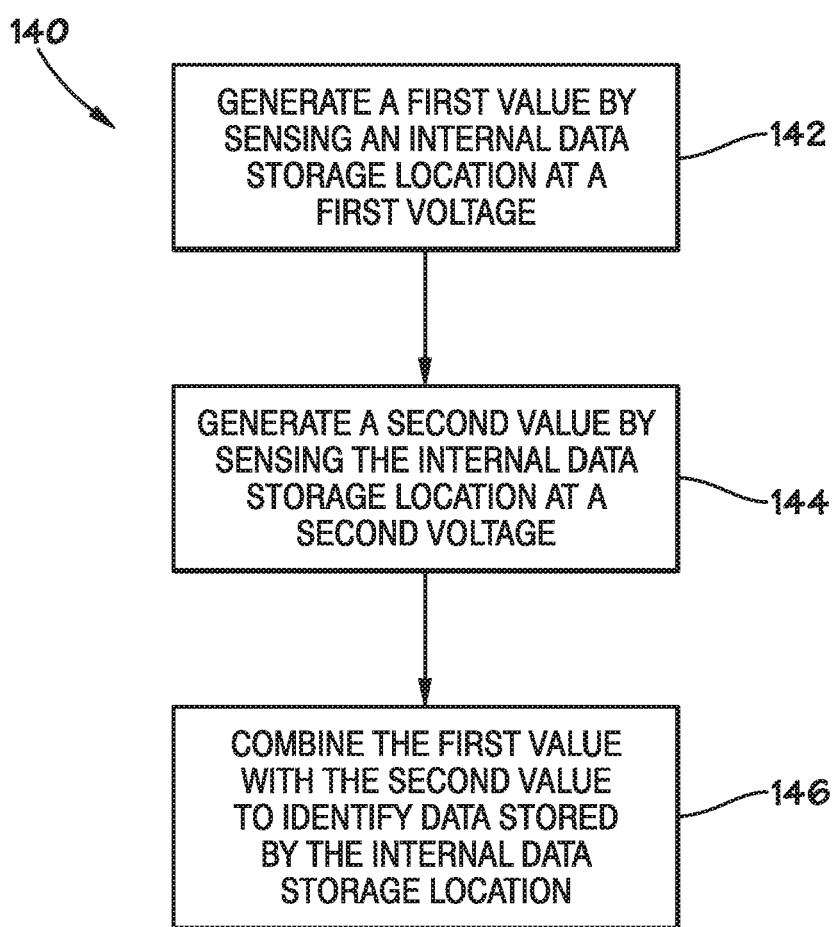 140
GENERATE A FIRST VALUE BY
SENSING AN INTERNAL DATA
STORAGE LOCATION AT A
FIRST VOLTAGE
142
GENERATE A SECOND VALUE BY
SENSING THE INTERNAL DATA
STORAGE LOCATION AT A
SECOND VOLTAGE
144
COMBINE THE FIRST VALUE
WITH THE SECOND VALUE
TO IDENTIFY DATA STORED
BY THE INTERNAL DATA
STORAGE LOCATION
146